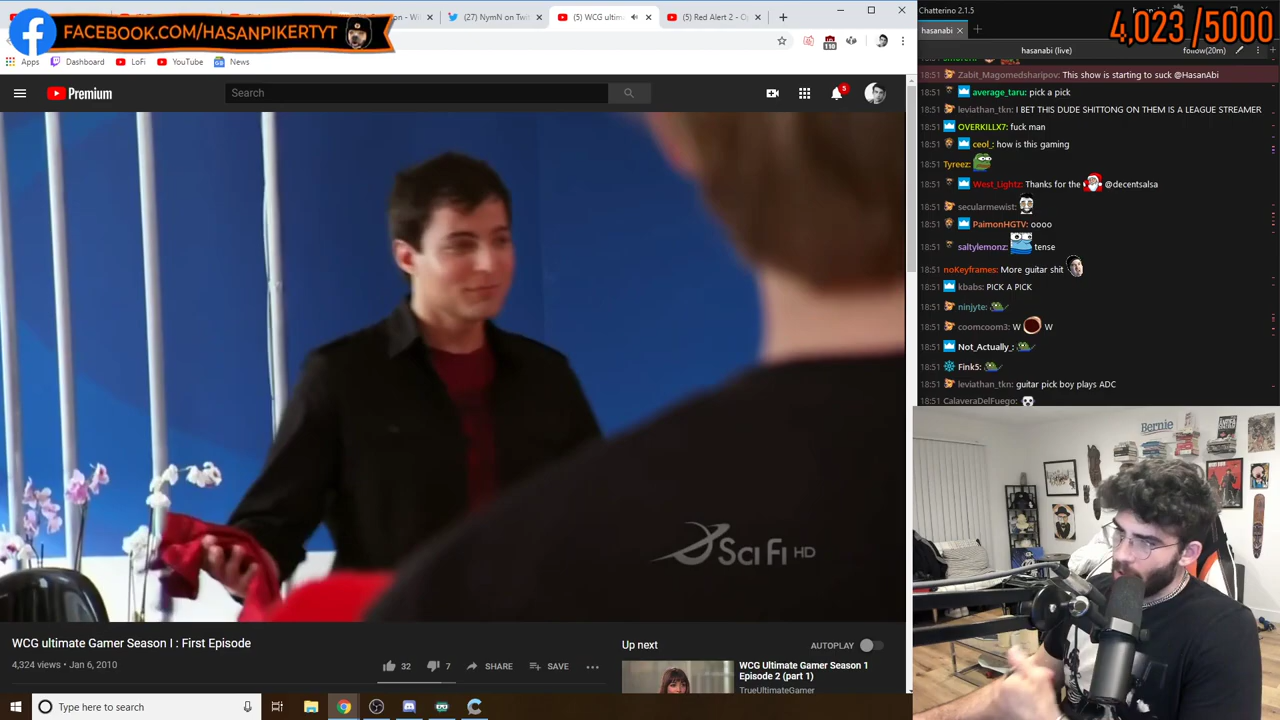 FACEBOOK.COM/HASANPIKERTYT
(27) NymN on Twit
(5) WCG ultim
(5) Red Alert 2 - Op
Chatterino 2.1.5
4,023 /5000
hasanabi
hasanabi (live)
follow(20m)
110
Apps
Dashboard
LoFi
YouTube
News
Premium
Search
5
18:51 Zabit_Magomedsharipov: This show is starting to suck @HasanAbi
18:51 average_taru: pick a pick
18:51 leviathan_tkn: I BET THIS DUDE SHITTONG ON THEM IS A LEAGUE STREAMER
18:51 OVERKILLX7: fuck man
18:51 ceol_: how is this gaming
18:51 Tyreez:
18:51 West_Lightz: Thanks for the @decentsalsa
18:51 secularmewist:
18:51 PaimonHGTV: oooo
18:51 saltylemonz: tense
18:51 noKeyframes: More guitar shit
18:51 kbabs: PICK A PICK
18:51 ninjyte:
18:51 coomcoom3: W W
18:51 Not_Actually_:
18:51 Fink5:
18:51 leviathan_tkn: guitar pick boy plays ADC
18:51 CalaveraDelFuego:
Bernie
SciFi HD
WCG ultimate Gamer Season I : First Episode
4,324 views • Jan 6, 2010
32
7
SHARE
SAVE
Up next
AUTOPLAY
WCG Ultimate Gamer Season 1
Episode 2 (part 1)
TrueUltimateGamer
Type here to search